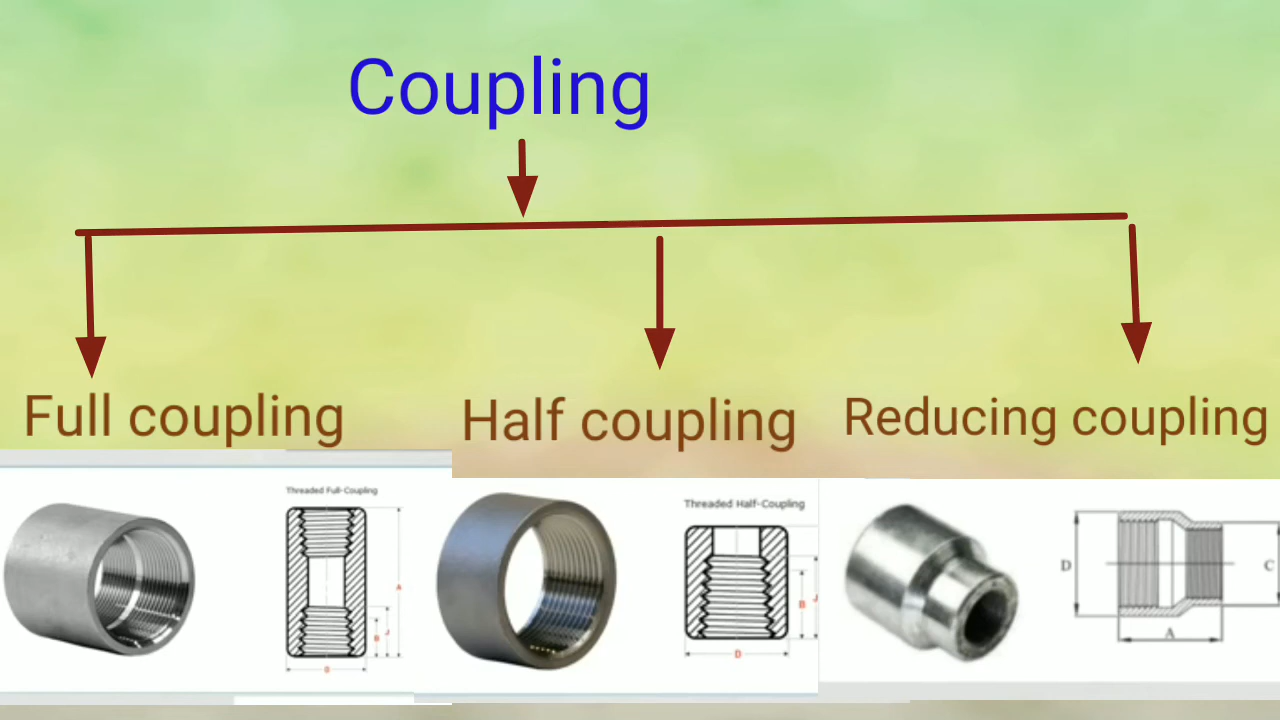 Coupling
Full coupling
Half coupling
Reducing coupling
Threaded Full-Coupling
A
B
J
Threaded Half-Coupling
B
J
D
D
C
A